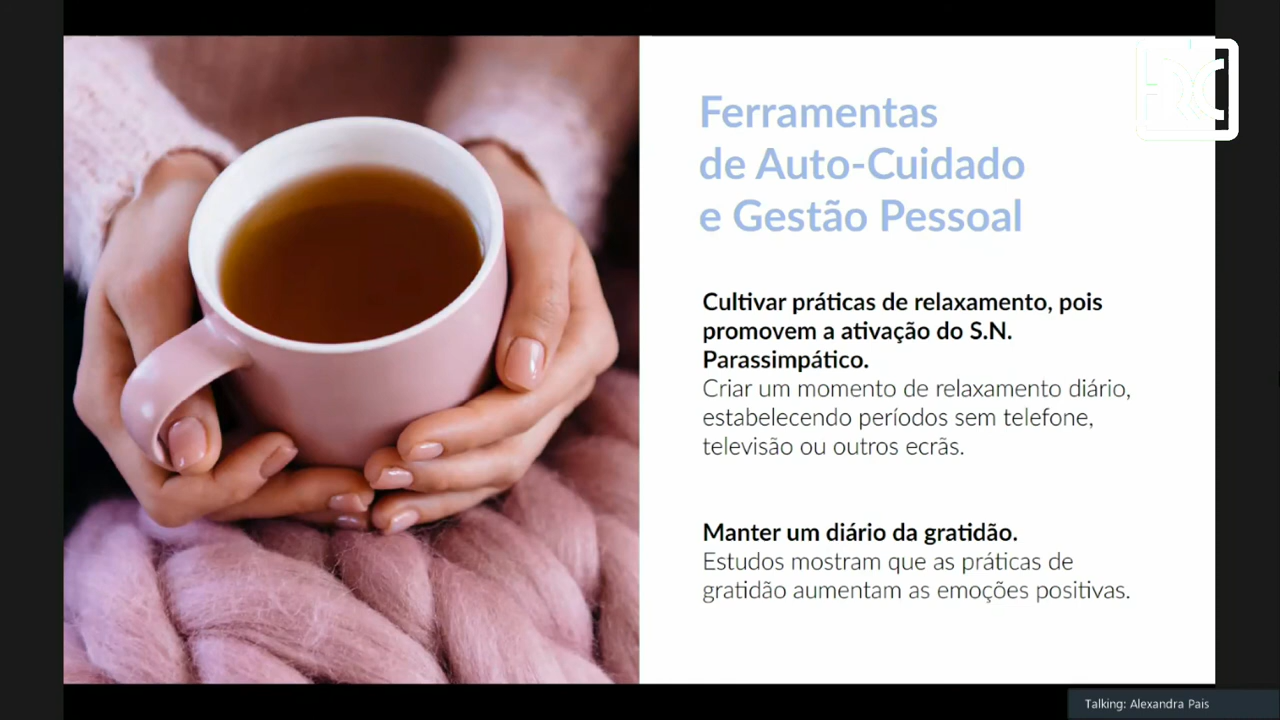 Ferramentas
de Auto-Cuidado
e Gestão Pessoal
Cultivar práticas de relaxamento, pois
promovem a ativação do S.N.
Parassimpático.
Criar um momento de relaxamento diário,
estabelecendo períodos sem telefone,
televisão ou outros ecrãs.
Manter um diário da gratidão.
Estudos mostram que as práticas de
gratidão aumentam as emoções positivas.
Talking: Alexandra Pais